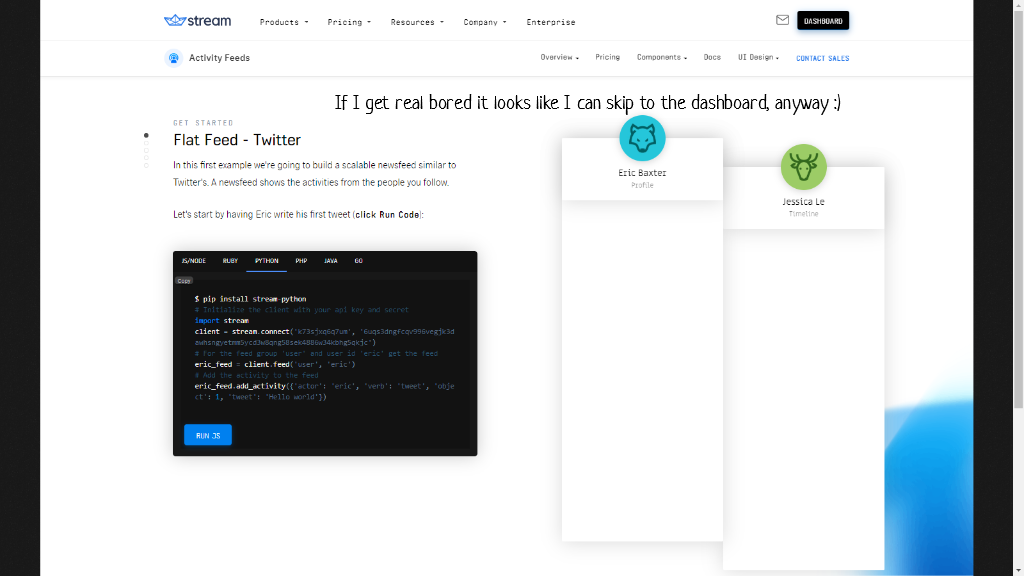 stream Products Pricing Resources Company Enterprise DASHBOARD
Activity Feeds Overview Pricing Components Docs UI Design CONTACT SALES
If I get real bored it looks like I can skip to the dashboard, anyway :)
GET STARTED
Flat Feed - Twitter
In this first example we're going to build a scalable newsfeed similar to
Twitter's. A newsfeed shows the activities from the people you follow.
Let's start by having Eric write his first tweet (click Run Code):
JS/NODE RUBY PYTHON PHP JAVA GO
Copy
$ pip install stream-python
# Initialize the client with your api key and secret
import stream
client = stream.connect(
# For the feed group 'user' and user id 'eric' get the feed
eric_feed = client.feed('user', 'eric')
# Add the activity to the feed
eric_feed.add_activity({'actor': 'eric', 'verb': 'tweet', 'obje
ct': 1, 'tweet': 'Hello world'})
RUN JS
Eric Baxter
Profile
Jessica Le
Timeline